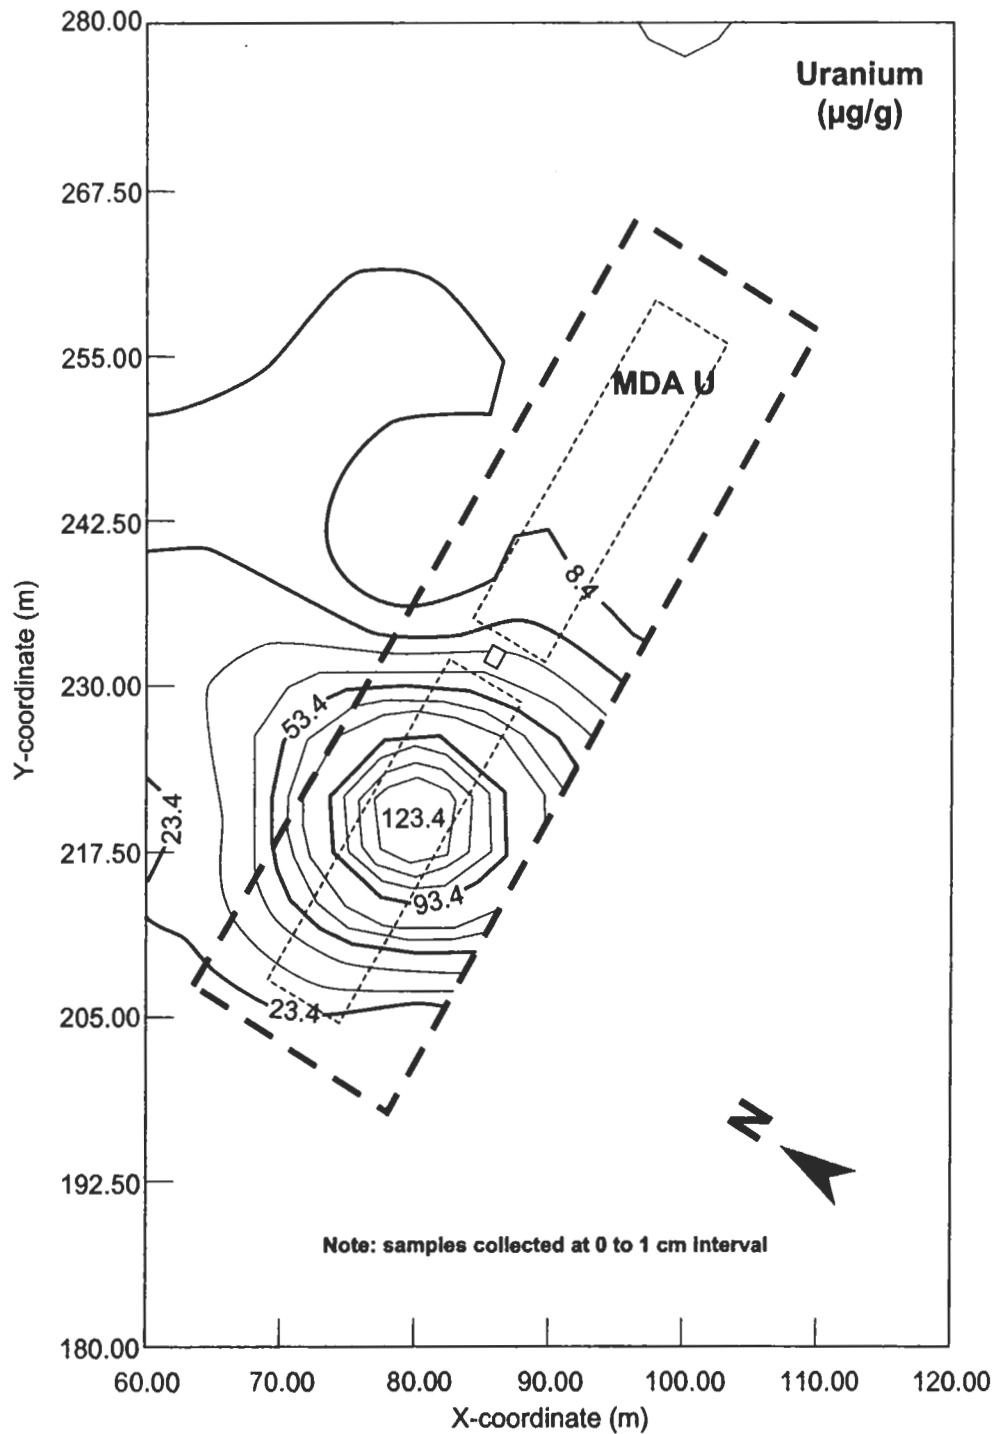 280.00
Uranium
(µg/g)
267.50
255.00
MDA U
242.50
8.4
Y-coordinate (m)
230.00
53.4
23.4
123.4
217.50
93.4
23.4
205.00
N
192.50
Note: samples collected at 0 to 1 cm interval
180.00
60.00 70.00 80.00 90.00 100.00 110.00 120.00
X-coordinate (m)